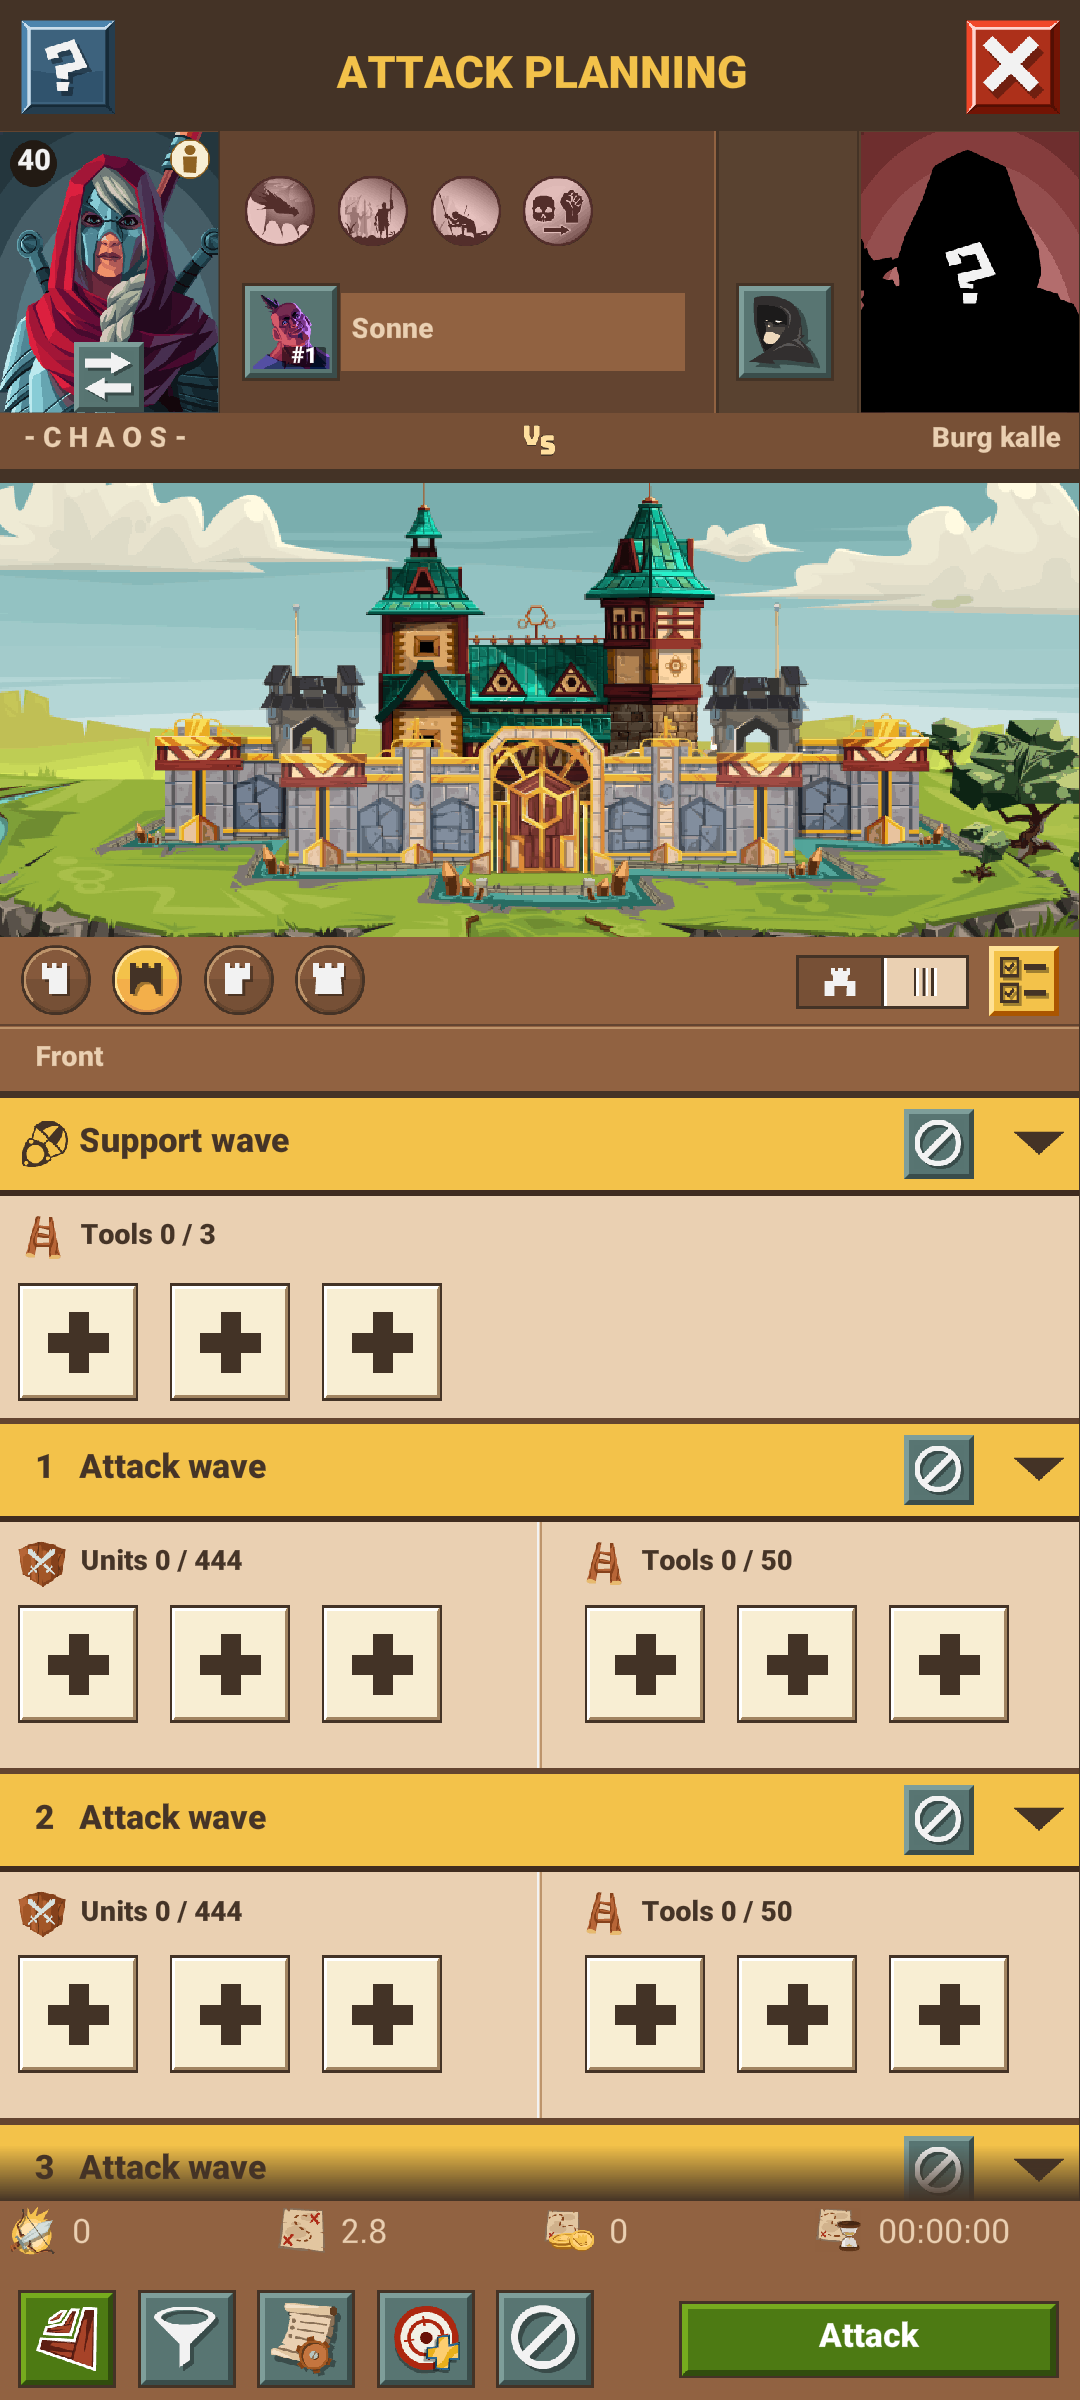 ATTACK PLANNING
40
#1
Sonne
-CHAOS-
VS
Burg kalle
Front
Support wave
Tools 0 / 3
1 Attack wave
Units 0 / 444
Tools 0 / 50
2 Attack wave
Units 0 / 444
Tools 0 / 50
3 Attack wave
0
2.8
0
00:00:00
Attack